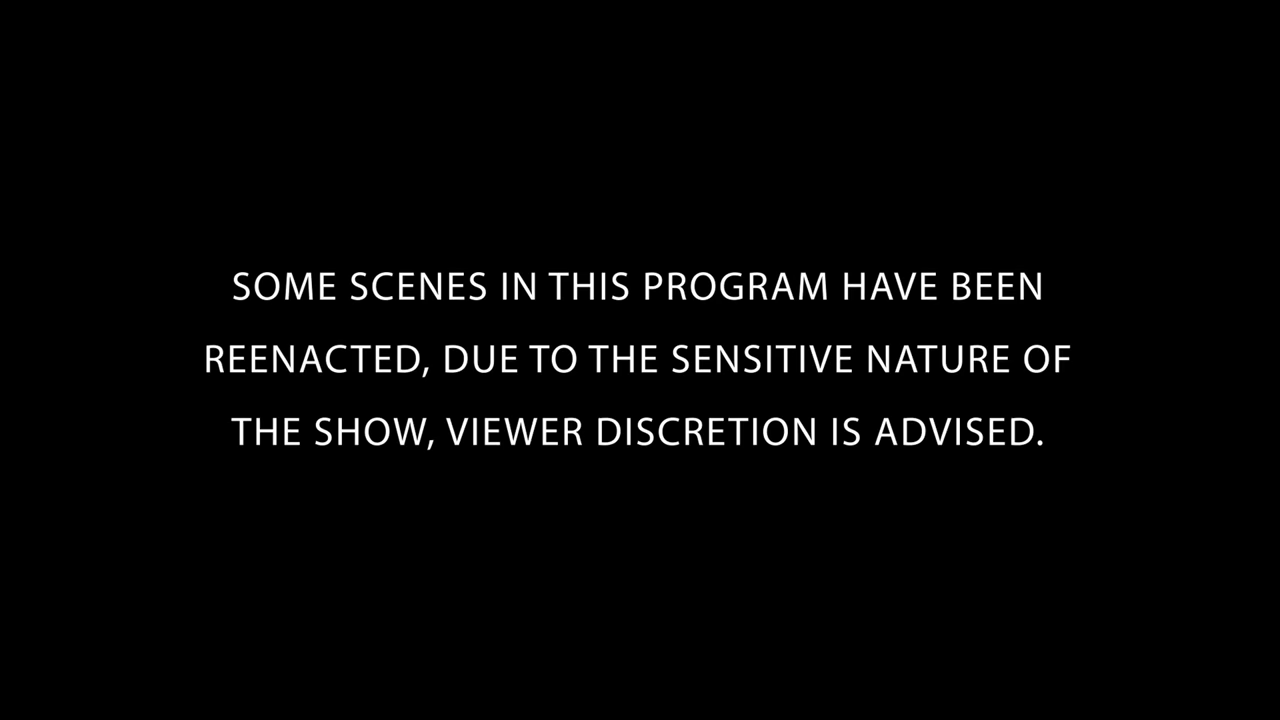 SOME SCENES IN THIS PROGRAM HAVE BEEN
REENACTED, DUE TO THE SENSITIVE NATURE OF
THE SHOW, VIEWER DISCRETION IS ADVISED.